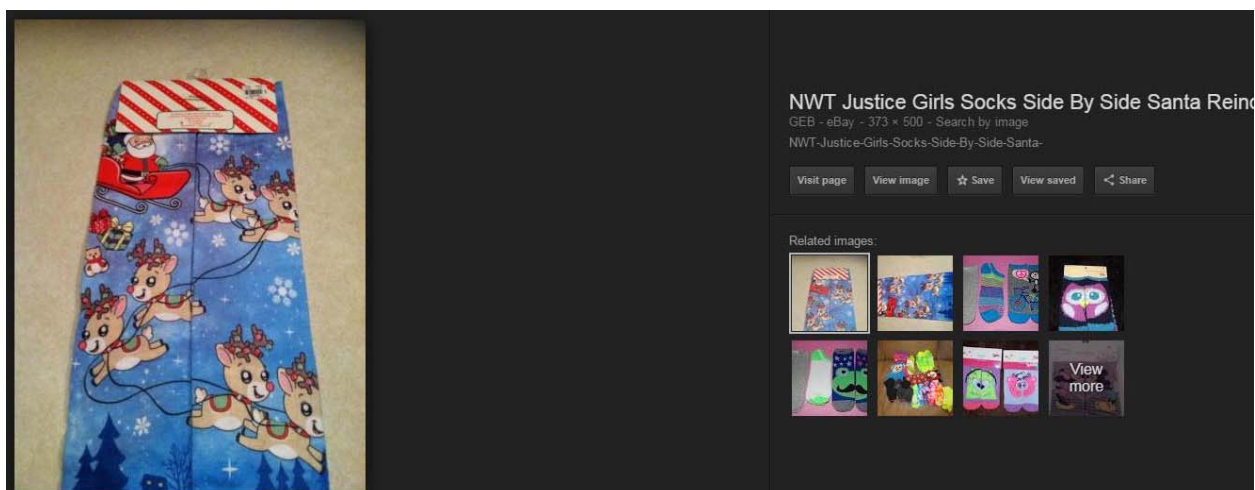 NWT Justice Girls Socks Side By Side Santa Reind
GEB - eBay - 373 × 500 - Search by image
NWT-Justice-Girls-Socks-Side-By-Side-Santa-
Visit page
View image
Save
View saved
Share
Related images:
View
more